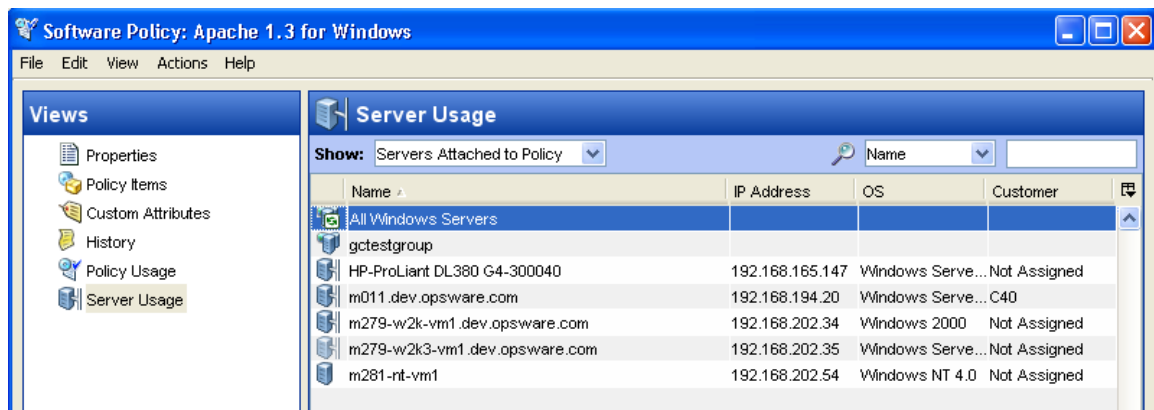 Software Policy: Apache 1.3 for Windows
File Edit View Actions Help
Views
Properties
Policy Items
Custom Attributes
History
Policy Usage
Server Usage
Server Usage
Show: Servers Attached to Policy Name
Name IP Address OS Customer
All Windows Servers
gctestgroup
HP-ProLiant DL380 G4-300040 192.168.165.147 Windows Serve... Not Assigned
m011.dev.opsware.com 192.168.194.20 Windows Serve... C40
m279-w2k-vm1.dev.opsware.com 192.168.202.34 Windows 2000 Not Assigned
m279-w2k3-vm1.dev.opsware.com 192.168.202.35 Windows Serve... Not Assigned
m281-nt-vm1 192.168.202.54 Windows NT 4.0 Not Assigned